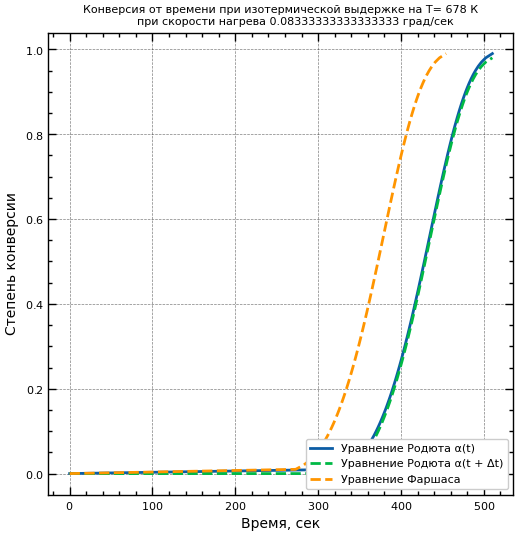 Конверсия от времени при изотермической выдержке на T= 678 К
при скорости нагрева 0.08333333333333333 град/сек
Степень конверсии
1.0
0.8
0.6
0.4
0.2
0.0
Уравнение Родюта α(t)
Уравнение Родюта α(t + Δt)
Уравнение Фаршаса
0 100 200 300 400 500
Время, сек